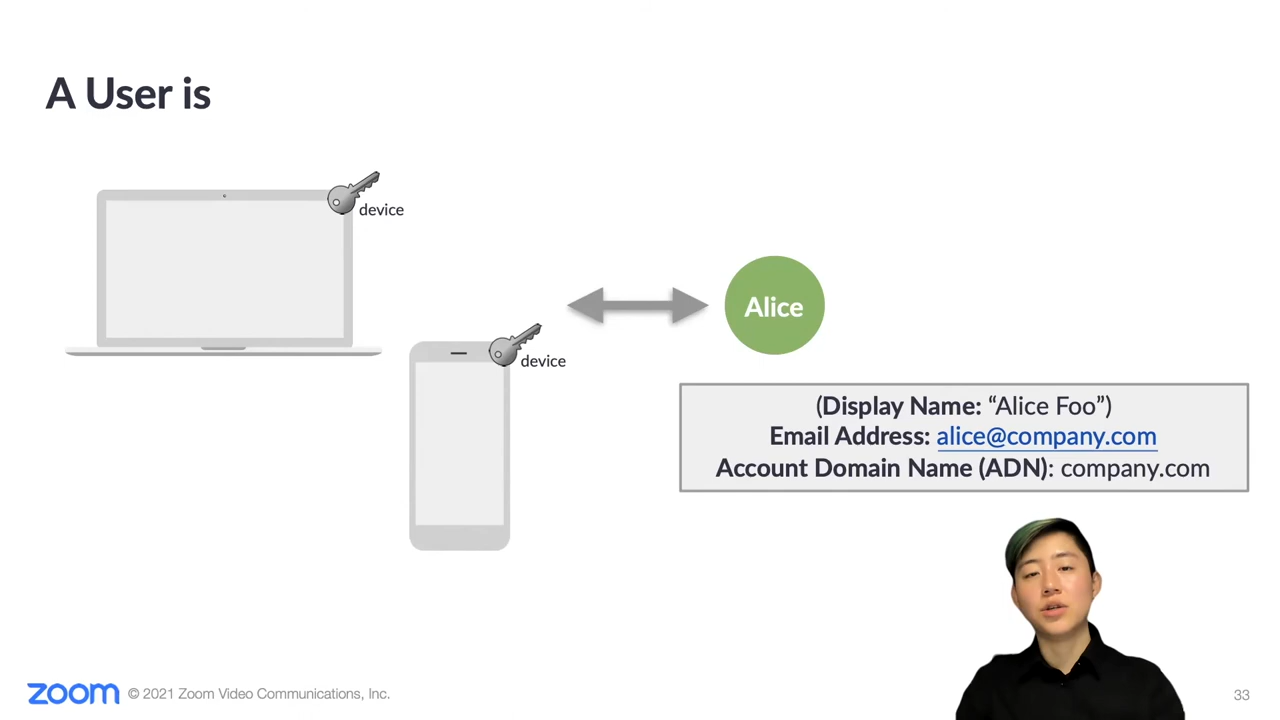 A User is
device
device
Alice
(Display Name: “Alice Foo”)
Email Address: alice@company.com
Account Domain Name (ADN): company.com
zoom © 2021 Zoom Video Communications, Inc.
33